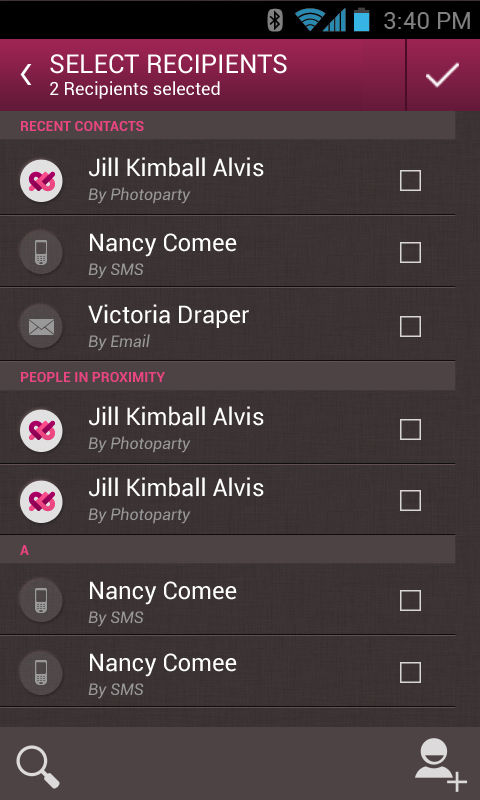 3:40 PM
SELECT RECIPIENTS
2 Recipients selected
RECENT CONTACTS
Jill Kimball Alvis
By Photoparty
Nancy Comee
By SMS
Victoria Draper
By Email
PEOPLE IN PROXIMITY
Jill Kimball Alvis
By Photoparty
Jill Kimball Alvis
By Photoparty
A
Nancy Comee
By SMS
Nancy Comee
By SMS